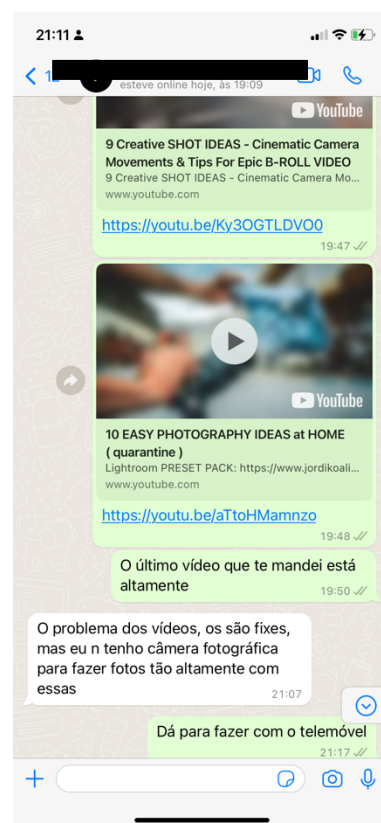 21:11
1
esteve online hoje, às 19:09
YouTube
9 Creative SHOT IDEAS - Cinematic Camera
Movements & Tips For Epic B-ROLL VIDEO
9 Creative SHOT IDEAS - Cinematic Camera Mo...
www.youtube.com
https://youtu.be/Ky3OGTLDVO0
19:47
YouTube
10 EASY PHOTOGRAPHY IDEAS at HOME
( quarantine )
Lightroom PRESET PACK: https://www.jordikoali...
www.youtube.com
https://youtu.be/aTtoHMamnzo
19:48
O último vídeo que te mandei está
altamente
19:50
O problema dos vídeos, os são fixes,
mas eu n tenho câmera fotográfica
para fazer fotos tão altamente com
essas
21:07
Dá para fazer com o telemóvel
21:17